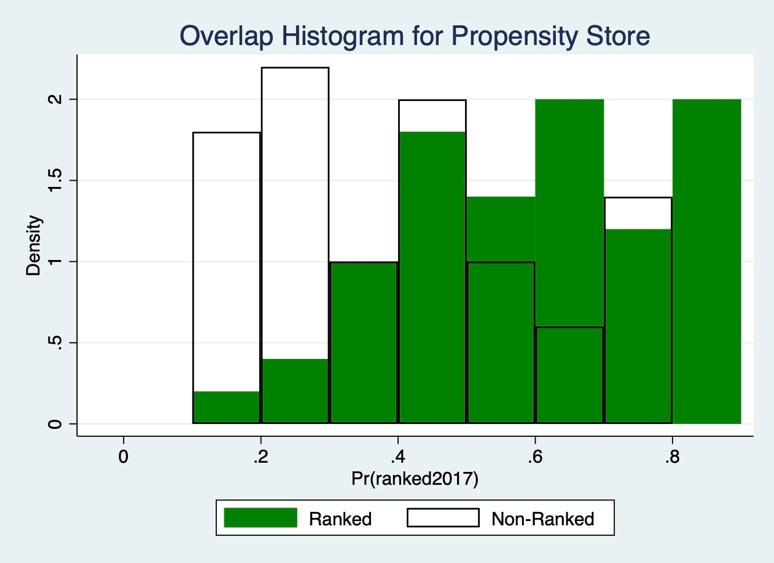 Overlap Histogram for Propensity Store
2
1.5
1
.5
0
Density
0 .2 .4 .6 .8
Pr(ranked2017)
Ranked Non-Ranked